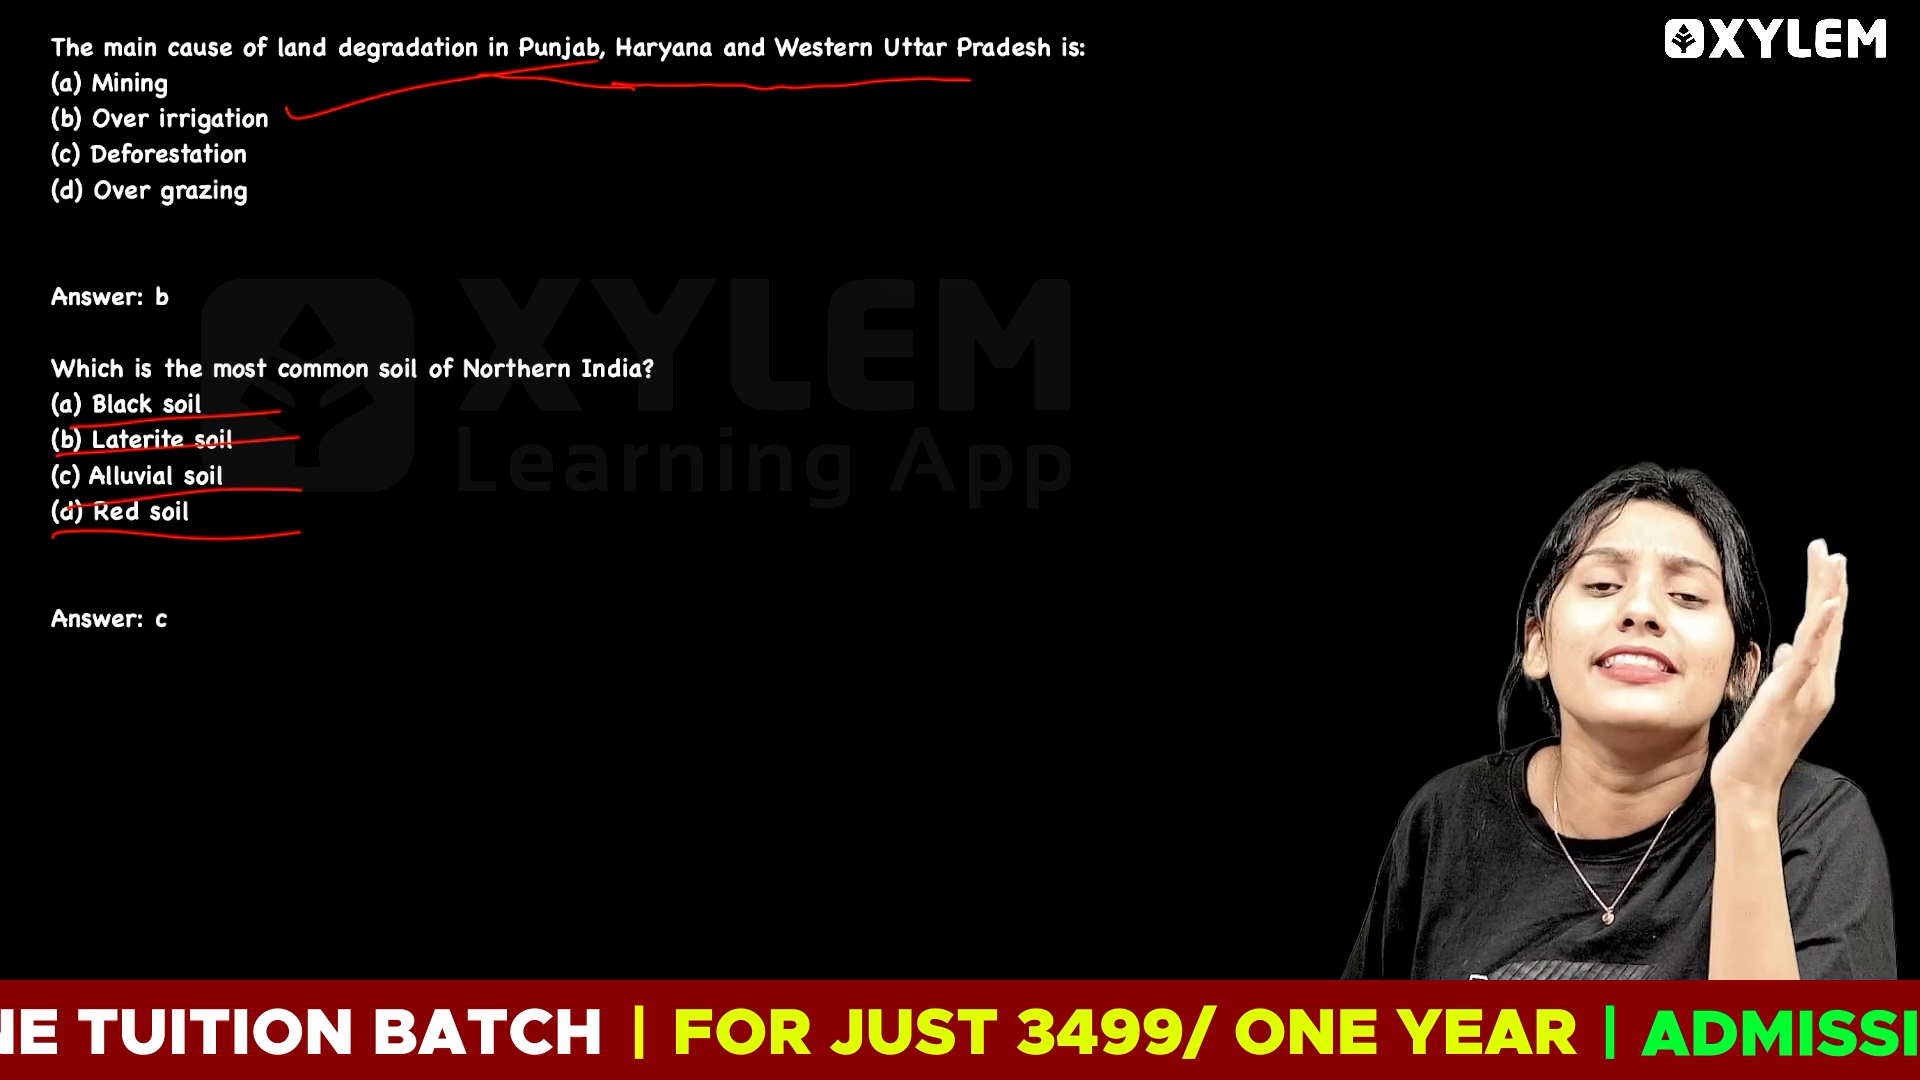 The main cause of land degradation in Punjab, Haryana and Western Uttar Pradesh is:
(a) Mining
(b) Over irrigation
(c) Deforestation
(d) Over grazing
Answer: b
Which is the most common soil of Northern India?
(a) Black soil
(b) Laterite soil
(c) Alluvial soil
(d) Red soil
Answer: c
XYLEM
XYLEM
Learning App
NE TUITION BATCH | FOR JUST 3499/ ONE YEAR | ADMISSI